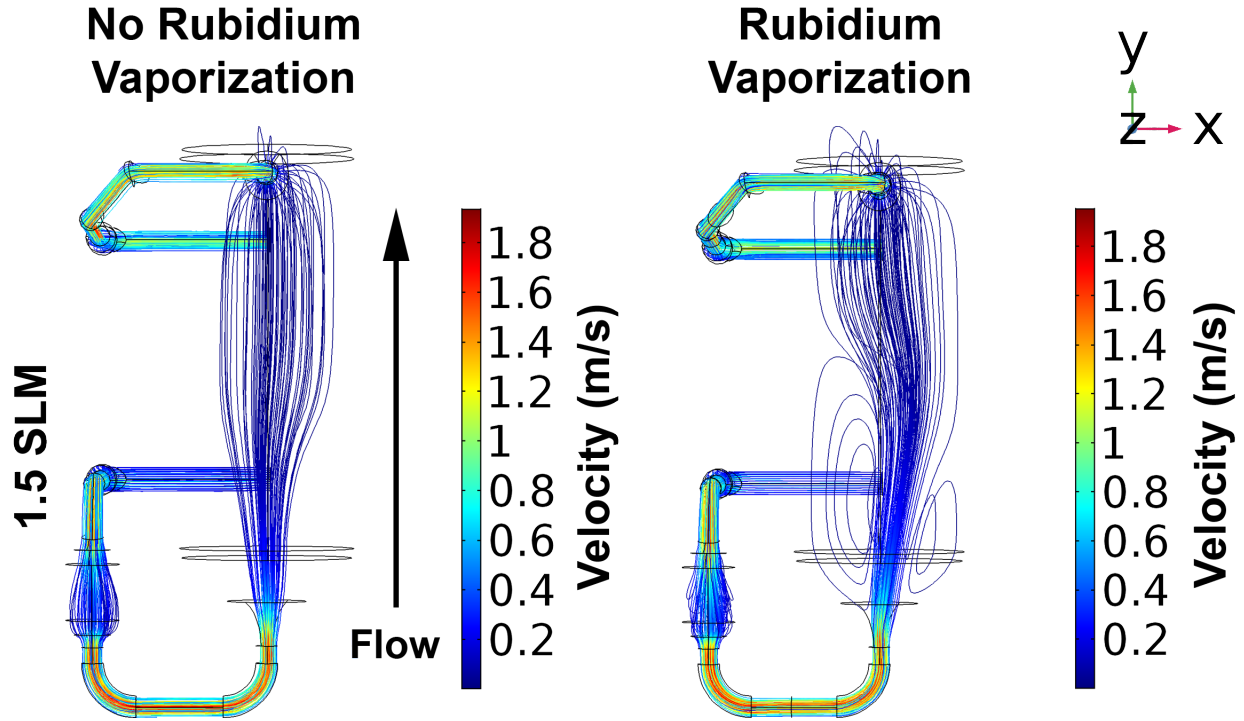 No Rubidium
Vaporization
Rubidium
Vaporization
y
z
x
1.5 SLM
Flow
1.8
1.6
1.4
1.2
1
0.8
0.6
0.4
0.2
Velocity (m/s)
1.8
1.6
1.4
1.2
1
0.8
0.6
0.4
0.2
Velocity (m/s)